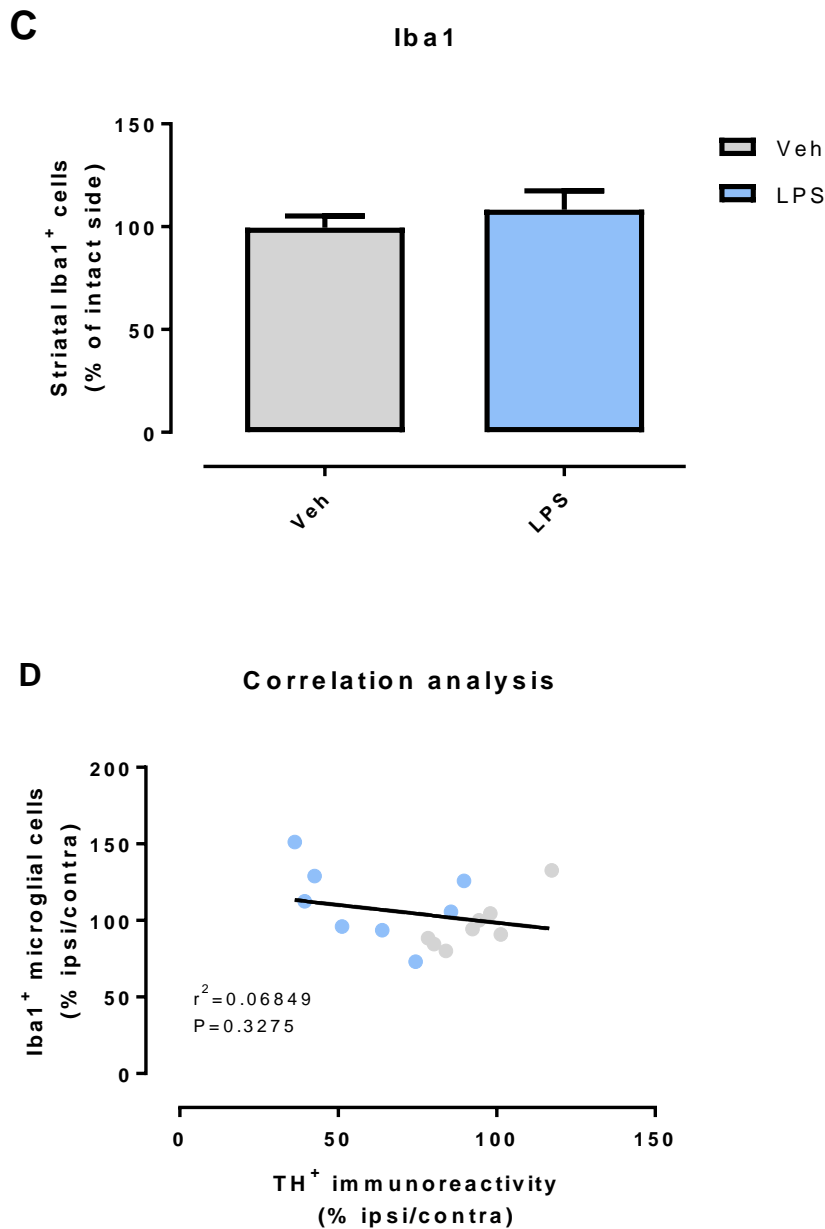 C
Iba1
150
100
50
0
Striatal Iba1⁺ cells
(% of intact side)
Veh
LPS
Veh
LPS
D
Correlation analysis
200
150
100
50
0
Iba1⁺ microglial cells
(% ipsi/contra)
r²=0.06849
P=0.3275
0 50 100 150
TH⁺ immunoreactivity
(% ipsi/contra)